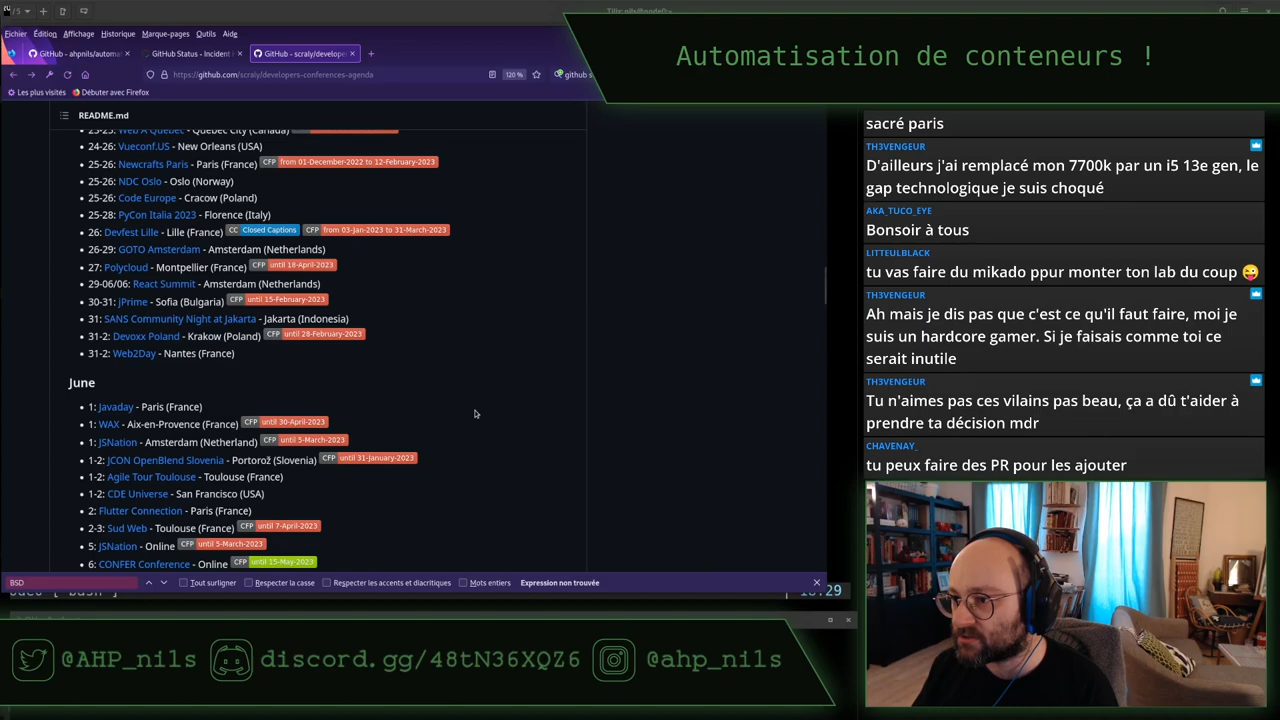 Fichier Édition Affichage Historique Marque-pages Outils Aide
GitHub - ahpnils/automat
GitHub Status - Incident
GitHub - scraly/develope
https://github.com/scraly/developers-conferences-agenda
120 %
github s
Les plus visités
Débuter avec Firefox
README.md
24-26: Vueconf.US - New Orleans (USA)
25-26: Newcrafts Paris - Paris (France) CFP from 01-December-2022 to 12-February-2023
25-26: NDC Oslo - Oslo (Norway)
25-26: Code Europe - Cracow (Poland)
25-28: PyCon Italia 2023 - Florence (Italy)
26: Devfest Lille - Lille (France) CC Closed Captions CFP from 03-Jan-2023 to 31-March-2023
26-29: GOTO Amsterdam - Amsterdam (Netherlands)
27: Polycloud - Montpellier (France) CFP until 18-April-2023
29-06/06: React Summit - Amsterdam (Netherlands)
30-31: jPrime - Sofia (Bulgaria) CFP until 15-February-2023
31: SANS Community Night at Jakarta - Jakarta (Indonesia)
31-2: Devoxx Poland - Krakow (Poland) CFP until 28-February-2023
31-2: Web2Day - Nantes (France)
June
1: Javaday - Paris (France)
1: WAX - Aix-en-Provence (France) CFP until 30-April-2023
1: JSNation - Amsterdam (Netherland) CFP until 5-March-2023
1-2: JCON OpenBlend Slovenia - Portorož (Slovenia) CFP until 31-January-2023
1-2: Agile Tour Toulouse - Toulouse (France)
1-2: CDE Universe - San Francisco (USA)
2: Flutter Connection - Paris (France)
2-3: Sud Web - Toulouse (France) CFP until 7-April-2023
5: JSNation - Online CFP until 5-March-2023
6: CONFER Conference - Online CFP until 15-May-2023
BSD
Tout surligner
Respecter la casse
Respecter les accents et diacritiques
Mots entiers
Expression non trouvée
Automatisation de conteneurs !
sacré paris
TH3VENGEUR
D'ailleurs j'ai remplacé mon 7700k par un i5 13e gen, le
gap technologique je suis choqué
AKA_TUCO_EYE
Bonsoir à tous
LITTEULBLACK
tu vas faire du mikado ppur monter ton lab du coup 😜
TH3VENGEUR
Ah mais je dis pas que c'est ce qu'il faut faire, moi je
suis un hardcore gamer. Si je faisais comme toi ce
serait inutile
TH3VENGEUR
Tu n'aimes pas ces vilains pas beau, ça a dû t'aider à
prendre ta décision mdr
CHAVENAY_
tu peux faire des PR pour les ajouter
@AHP_nils
discord.gg/48tN36XQZ6
@ahp_nils